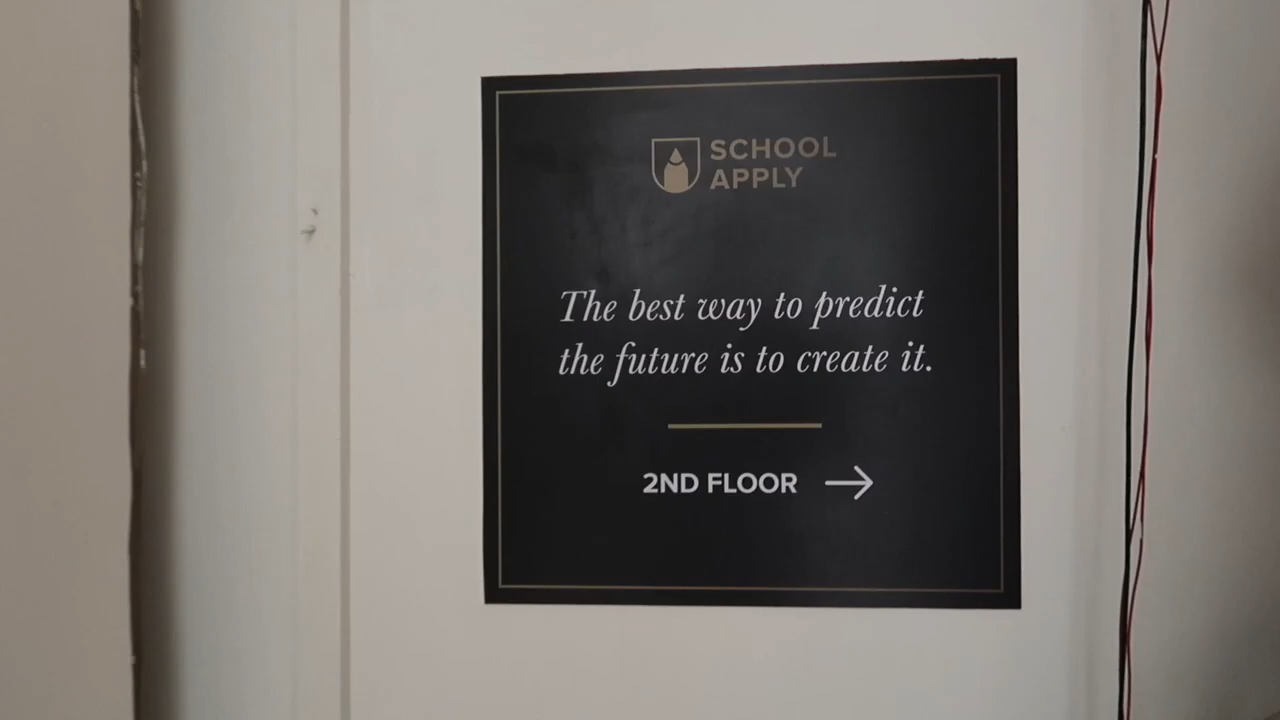 SCHOOL
APPLY
The best way to predict
the future is to create it.
2ND FLOOR →